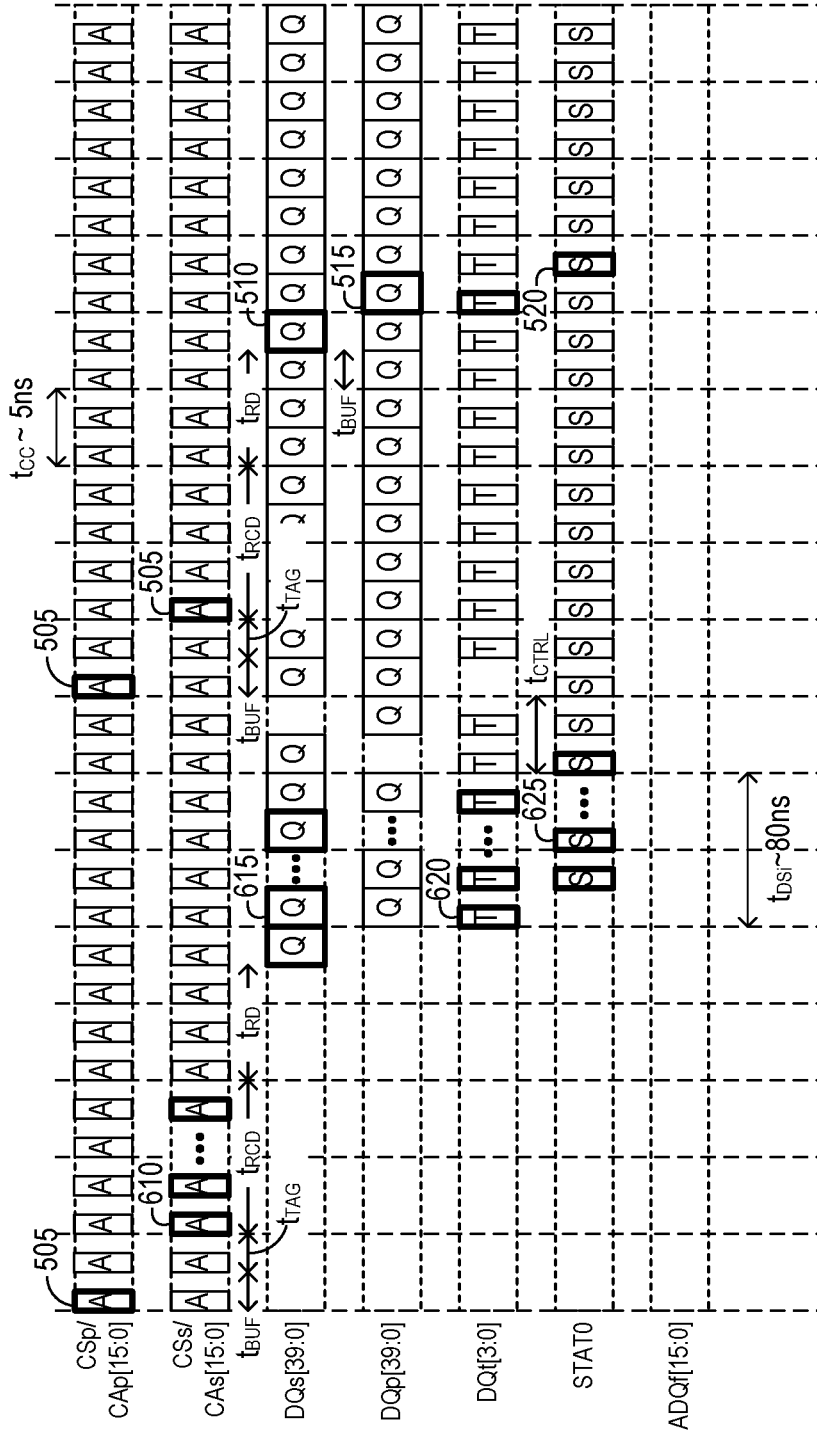 tCC ~ 5ns
505
505
CSp/
CAp[15:0]
A A A A A A A A A A A A A A A A A A A A A A A A A A A A A A A A A A
610
505
CSs/
CAs[15:0]
A A A A ••• A A A A A A A A A A A A A A A A A A A A A A A A A A A A A
tBUF tRCD tRD tBUF tRCD tRD
tTAG tTAG
615
510
DQs[39:0]
Q Q ••• Q Q Q Q Q Q Q Q Q Q Q Q Q Q Q Q Q Q
tBUF
515
DQp[39:0]
Q Q ••• Q Q Q Q Q Q Q Q Q Q Q Q Q Q Q Q Q Q Q Q
620
DQt[3:0]
T T ••• T T T T T T T T T T T T T T T T T T T T
625
tCTRL
520
STAT0
S S ••• S S S S S S S S S S S S S S S S S S S S
ADQf[15:0]
tDSi~80ns